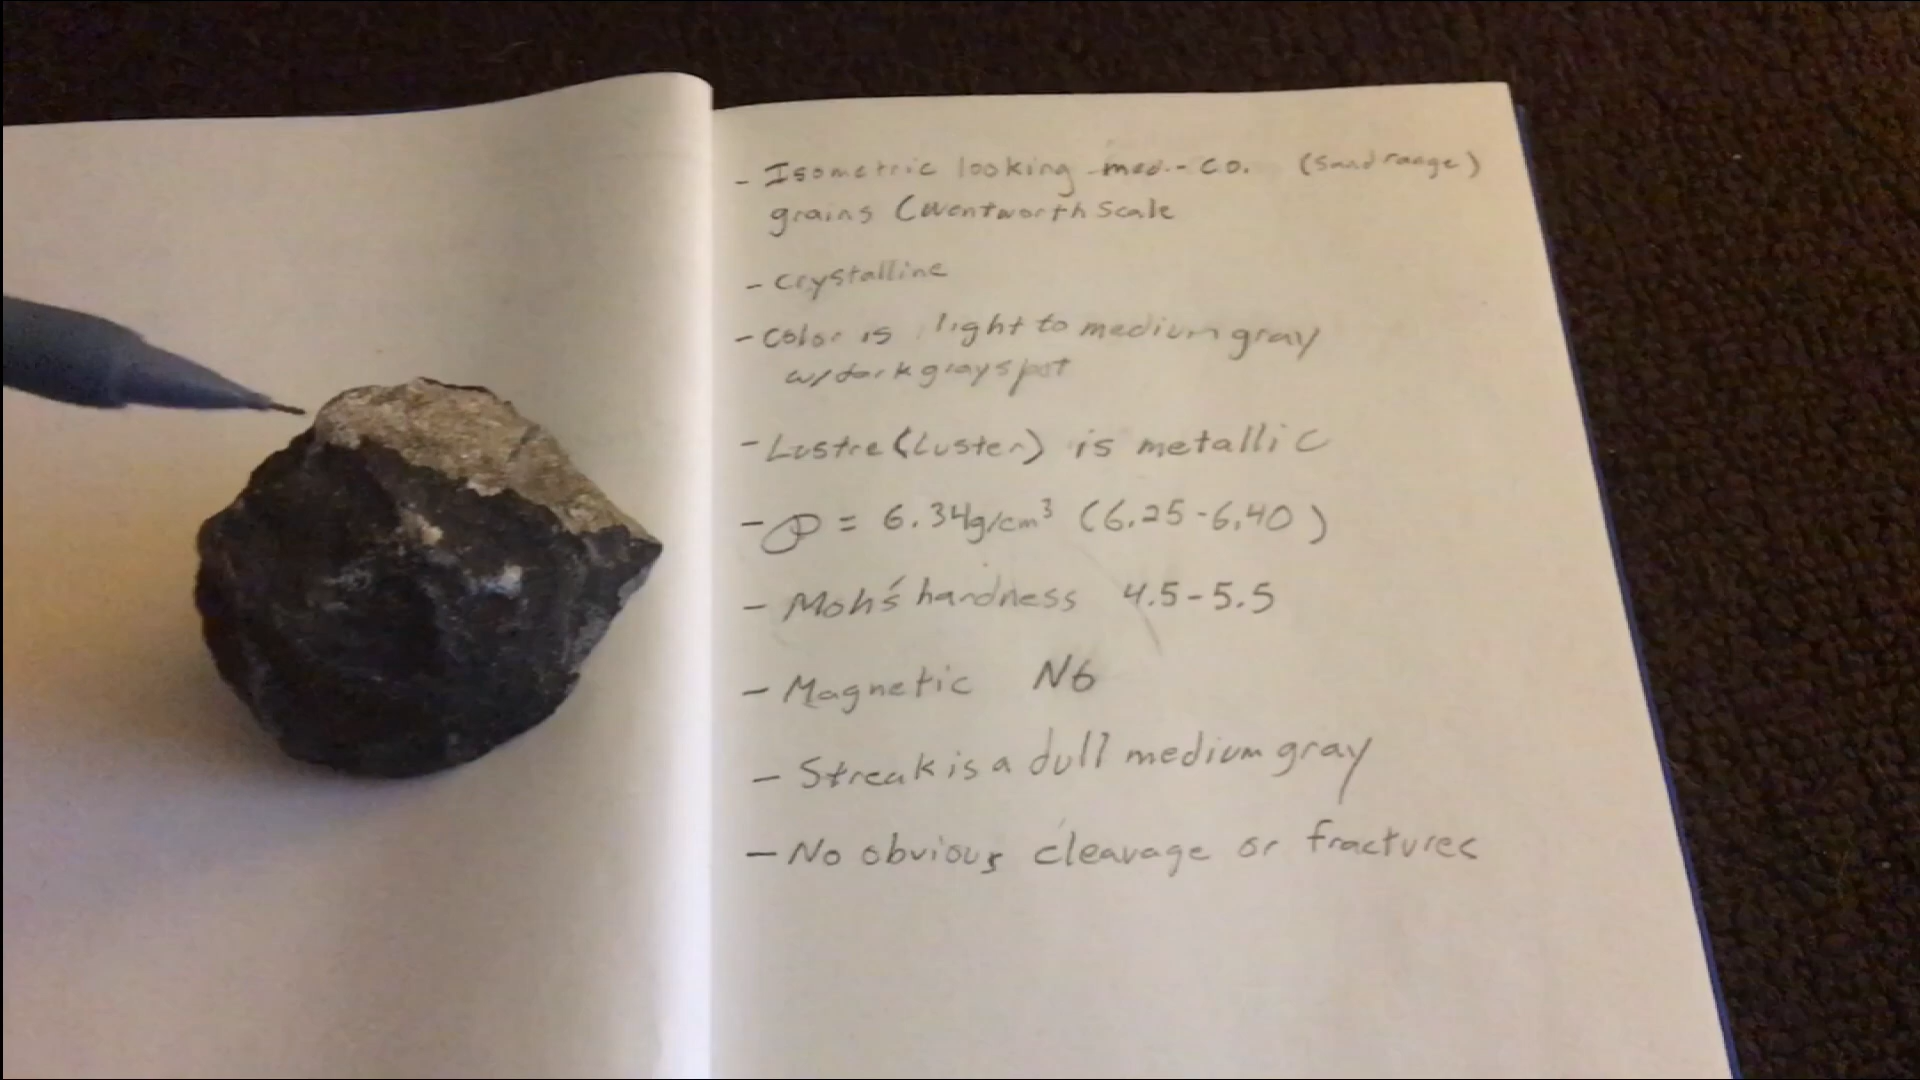 - Isometric looking med.-co. (sand range)
grains (Wentworth Scale
- crystalline
- Color is light to medium gray
w/dark gray spot
- Lustre (Luster) is metallic
- ρ = 6.34g/cm³ (6.25-6.40)
- Moh's hardness 4.5-5.5
- Magnetic No
- Streak is a dull medium gray
- No obvious cleavage or fractures